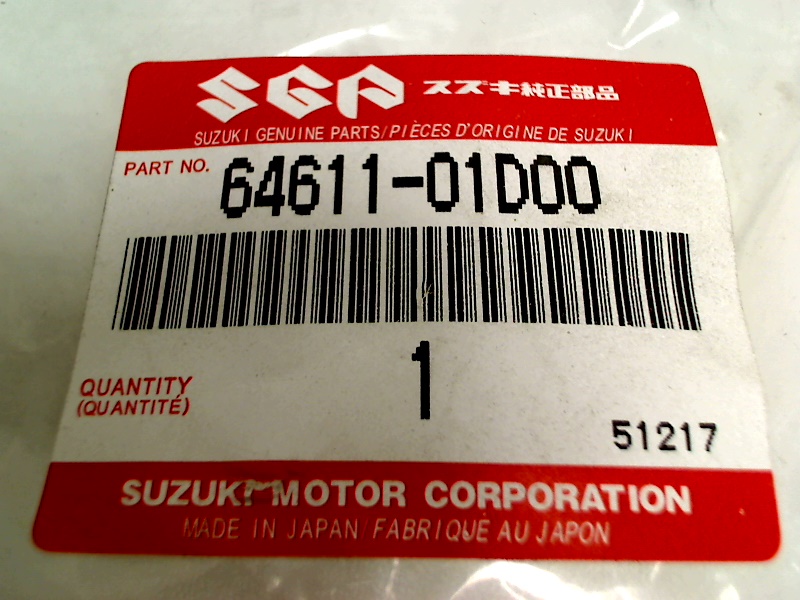 SGP スズキ純正部品
SUZUKI GENUINE PARTS/PIÈCES D'ORIGINE DE SUZUKI
PART NO. 64611-01D00
1
QUANTITY
(QUANTITÉ)
51217
SUZUKI MOTOR CORPORATION
MADE IN JAPAN/FABRIQUÉ AU JAPON